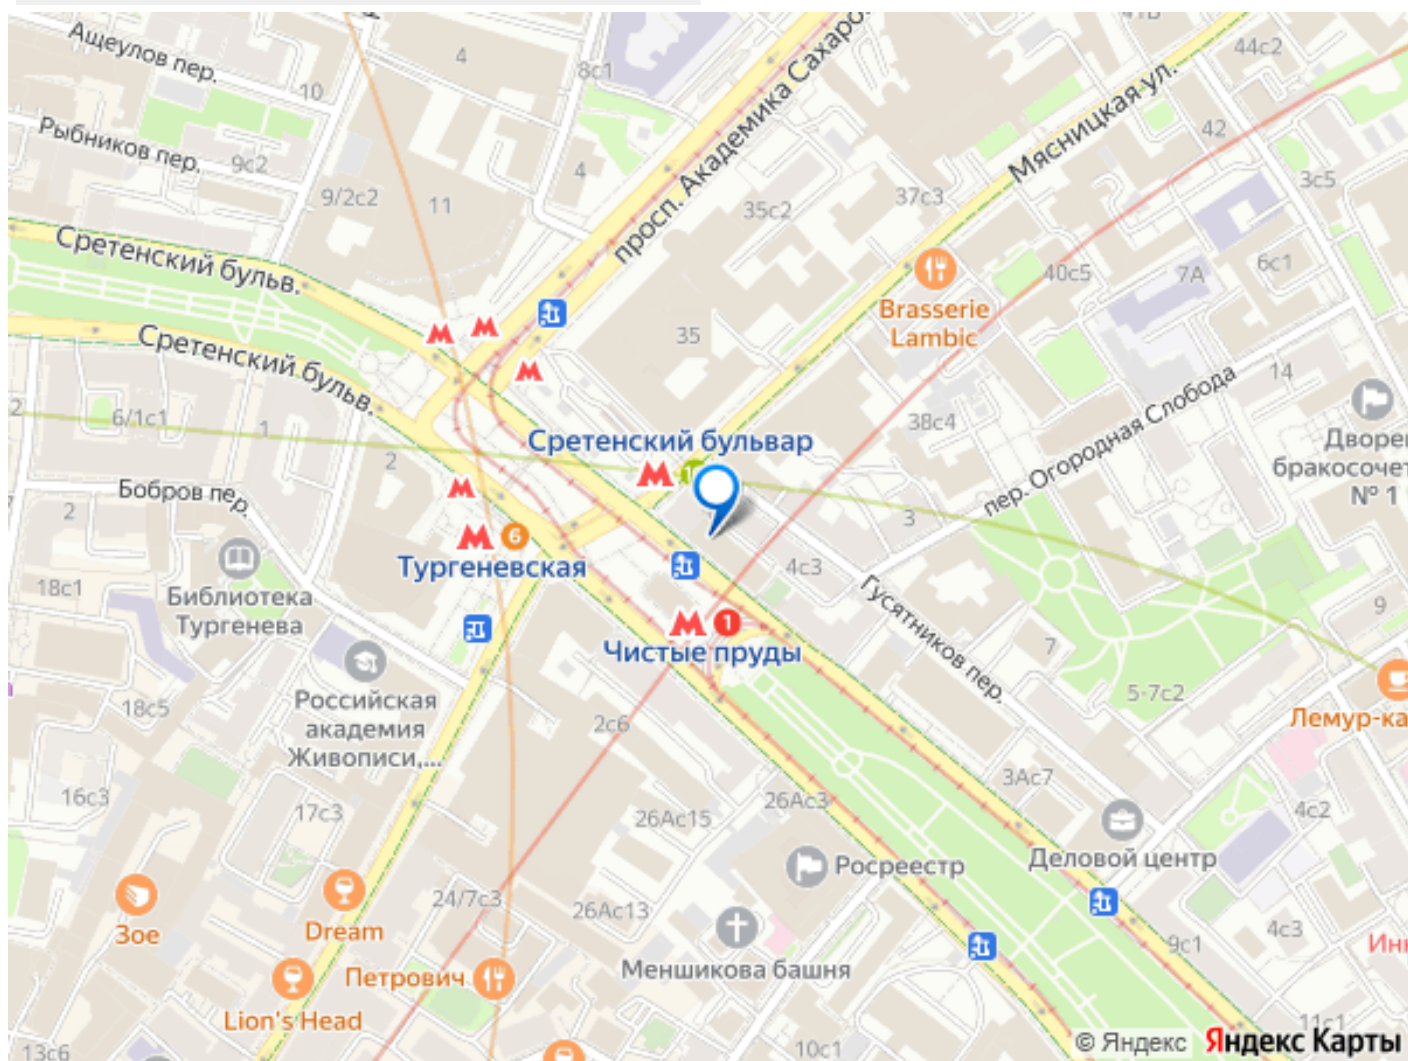 Ащеулов пер.
4
8с1
41Б
44с2
10
Рыбников пер.
9с2
9/2с2
11
4
просп. Академика Сахаро
35с2
37с3
Мясницкая ул.
42
3с5
Сретенский бульв.
40с5
7А
6с1
Brasserie
Lambic
35
Сретенский бульв.
14
пер. Огородная Слобода
38с4
Дворец
бракосочет
№ 1
2
6/1с1
1
2
Сретенский бульвар
Бобров пер.
2
3
6
Тургеневская
4с3
18с1
Библиотека
Тургенева
Гусятников пер.
9
1
Чистые пруды
7
5-7с2
Российская
академия
Живописи,...
18с5
2с6
Лемур-ка
3Ас7
16с3
17с3
26Ас3
26Ас15
4с2
Деловой центр
Росреестр
24/7с3
26Ас13
Зое
Dream
9с1
4с3
Инн
Меншикова башня
Петрович
Lion's Head
11с1
13с6
10с1
© Яндекс Яндекс Карты